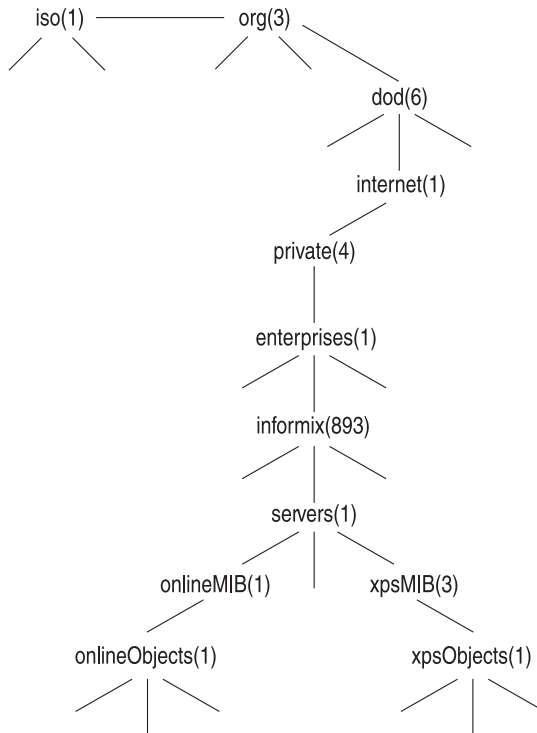 iso(1) org(3)
dod(6)
internet(1)
private(4)
enterprises(1)
informix(893)
servers(1)
onlineMIB(1) xpsMIB(3)
onlineObjects(1) xpsObjects(1)